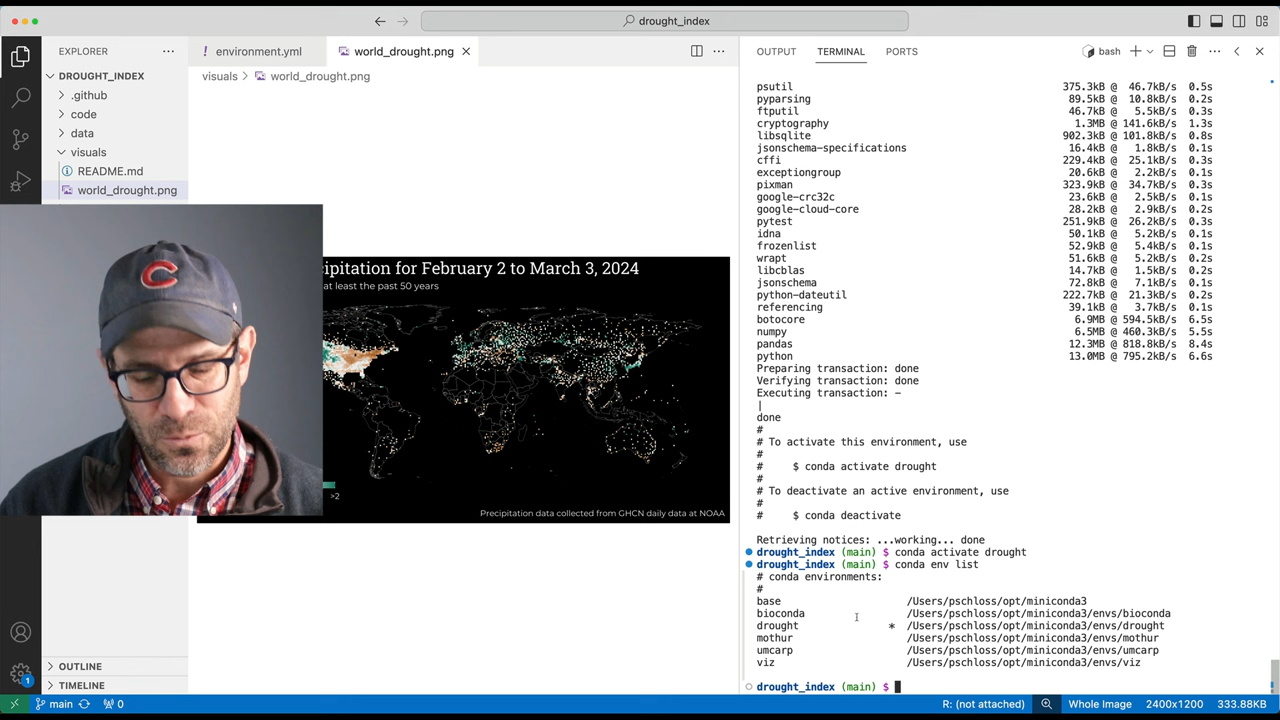 drought_index
EXPLORER
DROUGHT_INDEX
.github
code
data
visuals
README.md
world_drought.png
OUTLINE
TIMELINE
environment.yml
world_drought.png
visuals > world_drought.png
cipitation for February 2 to March 3, 2024
at least the past 50 years
>2
Precipitation data collected from GHCN daily data at NOAA
OUTPUT TERMINAL PORTS
bash
psutil 375.3kB @ 46.7kB/s 0.5s
pyparsing 89.5kB @ 10.8kB/s 0.2s
ftputil 46.7kB @ 5.5kB/s 0.3s
cryptography 1.3MB @ 141.6kB/s 1.3s
libsqlite 902.3kB @ 101.8kB/s 0.8s
jsonschema-specifications 16.4kB @ 1.8kB/s 0.1s
cffi 229.4kB @ 25.1kB/s 0.3s
exceptiongroup 20.6kB @ 2.2kB/s 0.1s
pixman 323.9kB @ 34.7kB/s 0.3s
google-crc32c 23.6kB @ 2.5kB/s 0.1s
google-cloud-core 28.2kB @ 2.9kB/s 0.2s
pytest 251.9kB @ 26.2kB/s 0.3s
idna 50.1kB @ 5.2kB/s 0.1s
frozenlist 52.9kB @ 5.4kB/s 0.1s
wrapt 51.6kB @ 5.2kB/s 0.2s
libcblas 14.7kB @ 1.5kB/s 0.2s
jsonschema 72.8kB @ 7.1kB/s 0.1s
python-dateutil 222.7kB @ 21.3kB/s 0.2s
referencing 39.1kB @ 3.7kB/s 0.1s
botocore 6.9MB @ 594.5kB/s 6.5s
numpy 6.5MB @ 460.3kB/s 5.5s
pandas 12.3MB @ 818.8kB/s 8.4s
python 13.0MB @ 795.2kB/s 6.6s
Preparing transaction: done
Verifying transaction: done
Executing transaction: -
|
done
#
# To activate this environment, use
#
# $ conda activate drought
#
# To deactivate an active environment, use
#
# $ conda deactivate
Retrieving notices: ...working... done
drought_index (main) $ conda activate drought
drought_index (main) $ conda env list
# conda environments:
#
base /Users/pschloss/opt/miniconda3
bioconda /Users/pschloss/opt/miniconda3/envs/bioconda
drought * /Users/pschloss/opt/miniconda3/envs/drought
mothur /Users/pschloss/opt/miniconda3/envs/mothur
umcarp /Users/pschloss/opt/miniconda3/envs/umcarp
viz /Users/pschloss/opt/miniconda3/envs/viz
drought_index (main) $
1
main 0 R: (not attached) Whole Image 2400x1200 333.88KB